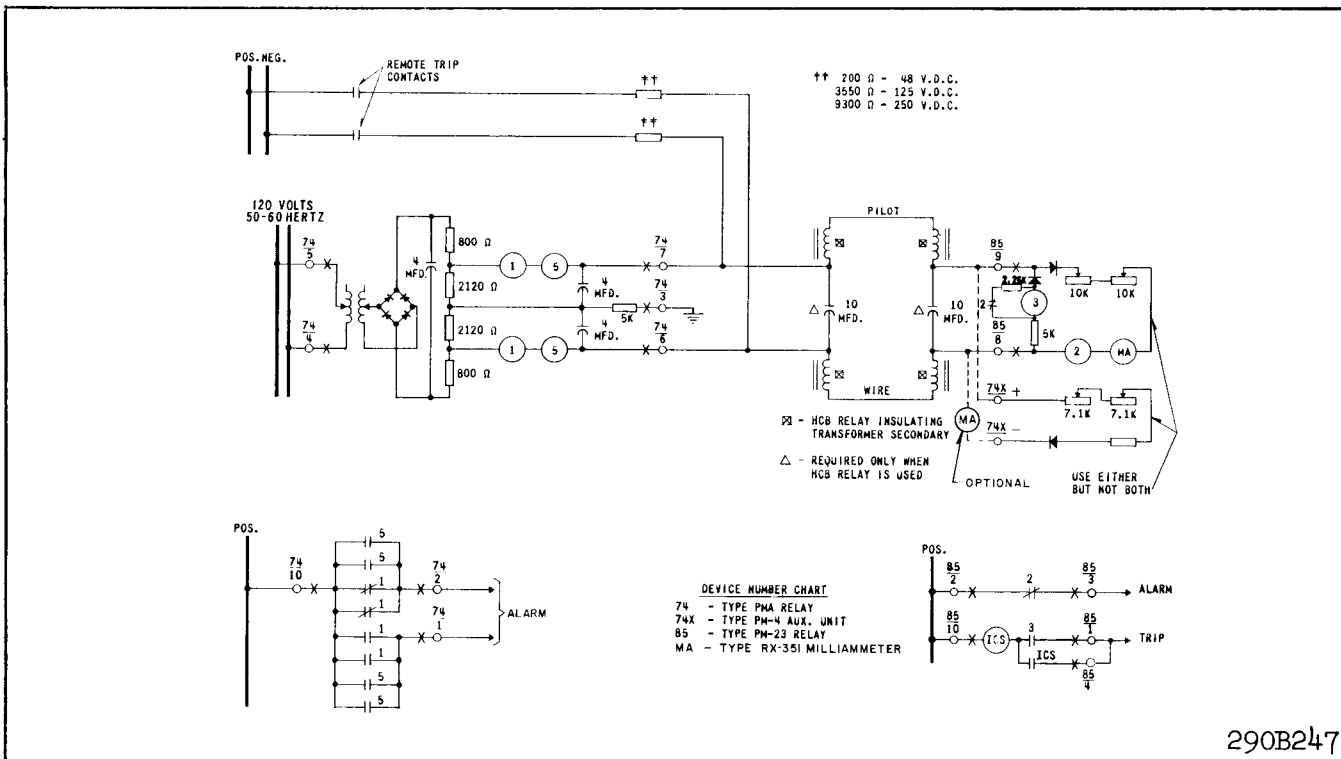 POS. NEG.
REMOTE TRIP
CONTACTS
††
††
†† 200 Ω - 48 V.D.C.
3550 Ω - 125 V.D.C.
9300 Ω - 250 V.D.C.
120 VOLTS
50-60 HERTZ
74
5
74
4
4
MFD.
800 Ω
2120 Ω
2120 Ω
800 Ω
1
5
1
5
4
MFD.
4
MFD.
5K
74
7
74
3
74
6
PILOT
WIRE
10
MFD.
10
MFD.
85
9
85
8
2.25K
2
3
5K
10K
10K
2
MA
74X +
74X −
7.1K
7.1K
MA
OPTIONAL
USE EITHER
BUT NOT BOTH
⊠ - HCB RELAY INSULATING
TRANSFORMER SECONDARY
△ - REQUIRED ONLY WHEN
HCB RELAY IS USED
POS.
74
10
5
5
1
1
1
1
5
5
74
2
74
1
ALARM
DEVICE NUMBER CHART
74 - TYPE PMA RELAY
74X - TYPE PM-4 AUX. UNIT
85 - TYPE PM-23 RELAY
MA - TYPE RX-351 MILLIAMMETER
POS.
85
2
2
85
3
ALARM
85
10
ICS
3
85
1
TRIP
ICS
85
4
290B247